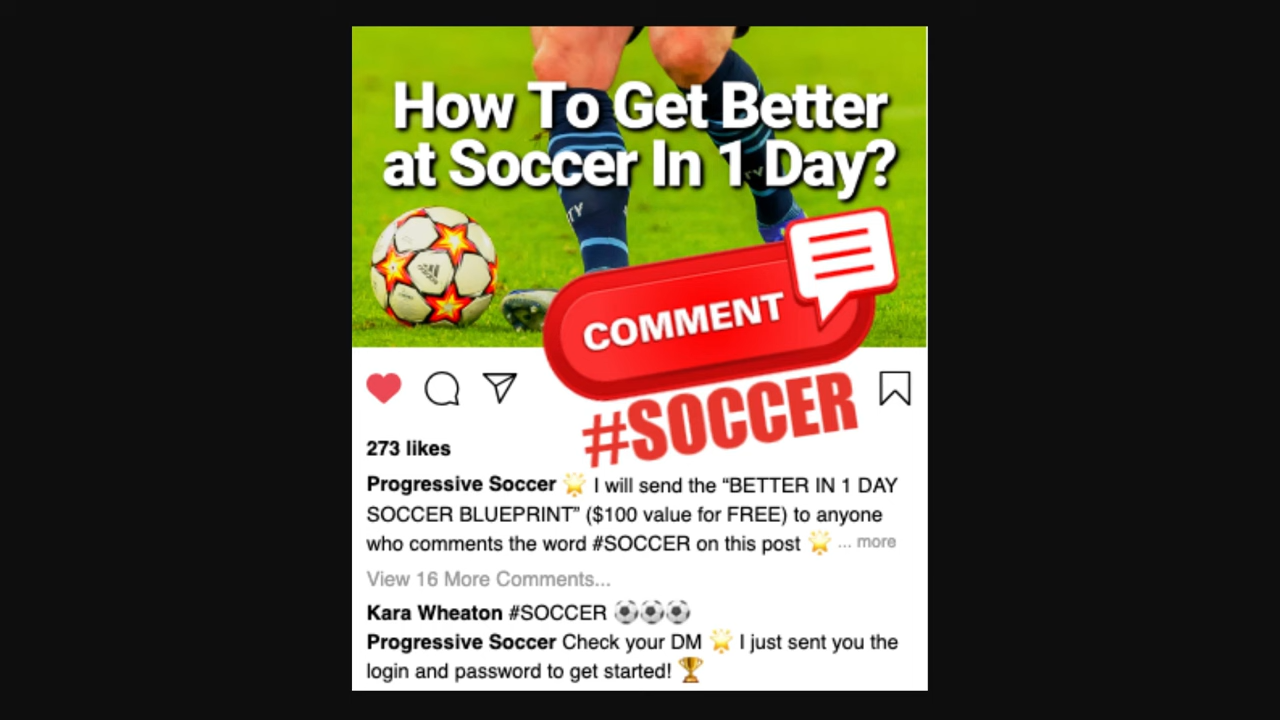 How To Get Better
at Soccer In 1 Day?
TY
TY
adidas
COMMENT
#SOCCER
273 likes
Progressive Soccer 🌟 I will send the “BETTER IN 1 DAY
SOCCER BLUEPRINT” ($100 value for FREE) to anyone
who comments the word #SOCCER on this post 🌟 ... more
View 16 More Comments...
Kara Wheaton #SOCCER ⚽⚽⚽
Progressive Soccer Check your DM 🌟 I just sent you the
login and password to get started! 🏆